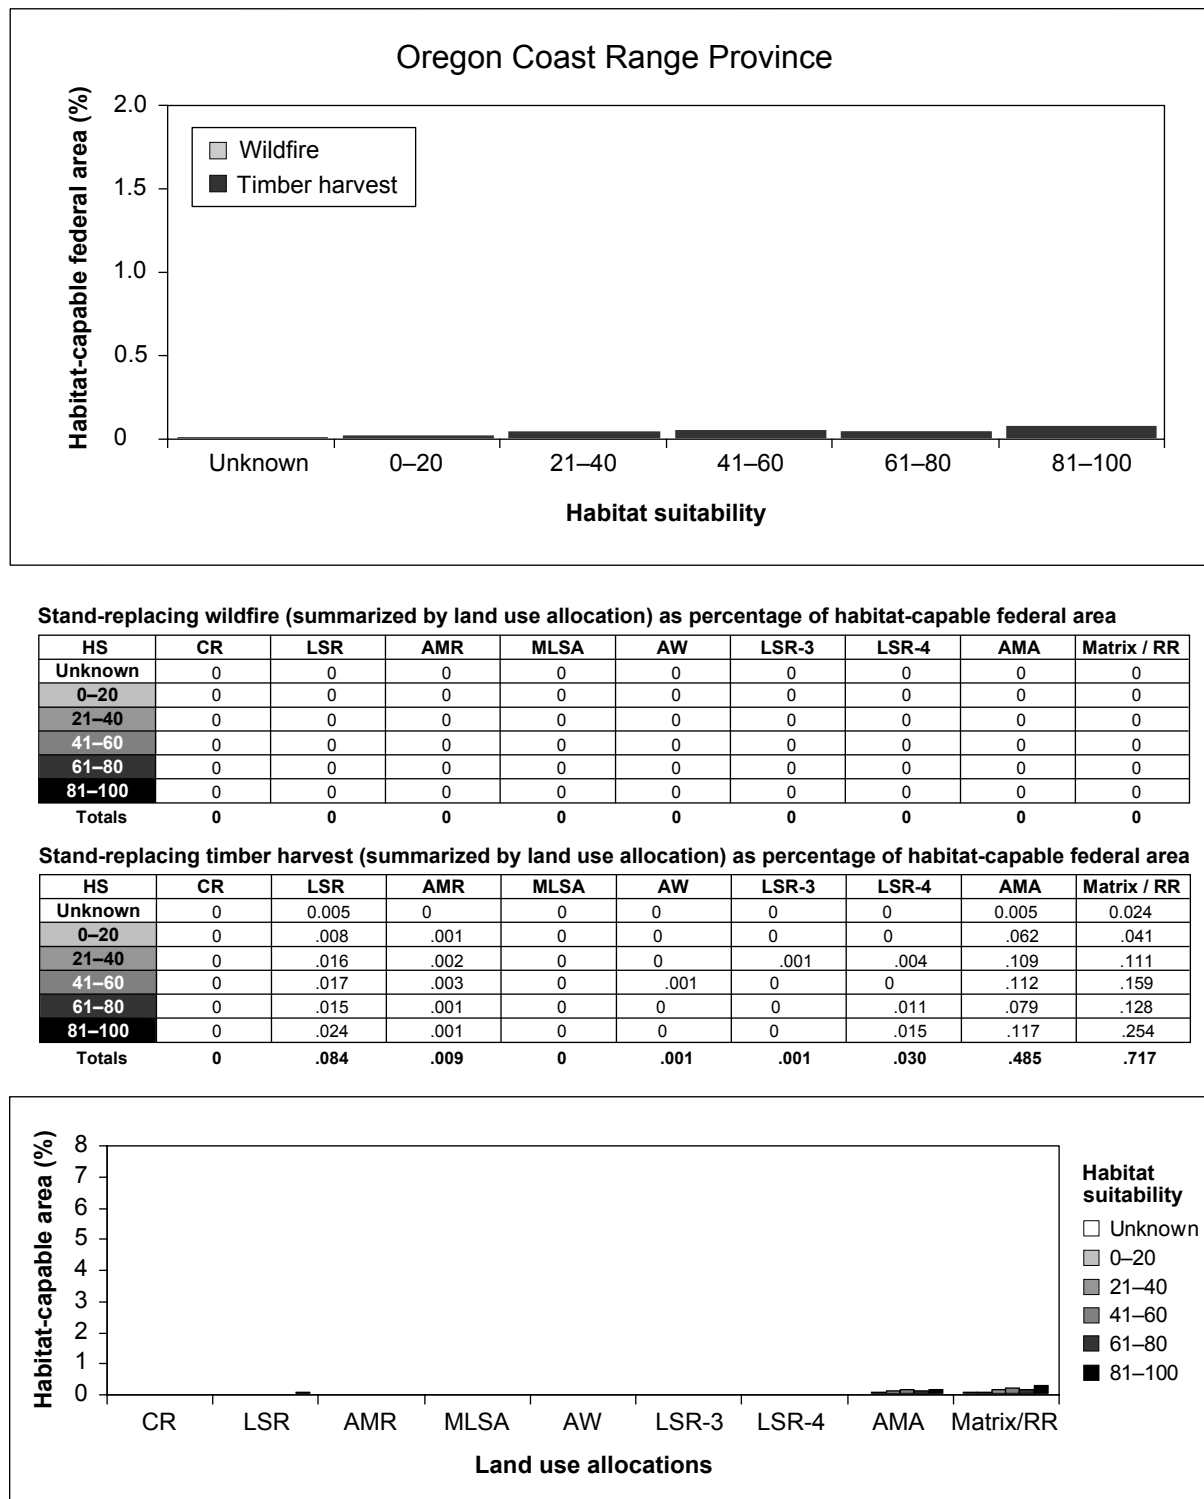 Oregon Coast Range Province
Habitat-capable federal area (%)
2.0
1.5
1.0
0.5
0
Wildfire
Timber harvest
Unknown 0–20 21–40 41–60 61–80 81–100
Habitat suitability
Stand-replacing wildfire (summarized by land use allocation) as percentage of habitat-capable federal area
HS CR LSR AMR MLSA AW LSR-3 LSR-4 AMA Matrix / RR
Unknown 0 0 0 0 0 0 0 0 0
0–20 0 0 0 0 0 0 0 0 0
21–40 0 0 0 0 0 0 0 0 0
41–60 0 0 0 0 0 0 0 0 0
61–80 0 0 0 0 0 0 0 0 0
81–100 0 0 0 0 0 0 0 0 0
Totals 0 0 0 0 0 0 0 0 0
Stand-replacing timber harvest (summarized by land use allocation) as percentage of habitat-capable federal area
HS CR LSR AMR MLSA AW LSR-3 LSR-4 AMA Matrix / RR
Unknown 0 0.005 0 0 0 0 0 0.005 0.024
0–20 0 .008 .001 0 0 0 0 .062 .041
21–40 0 .016 .002 0 0 .001 .004 .109 .111
41–60 0 .017 .003 0 .001 0 0 .112 .159
61–80 0 .015 .001 0 0 0 .011 .079 .128
81–100 0 .024 .001 0 0 0 .015 .117 .254
Totals 0 .084 .009 0 .001 .001 .030 .485 .717
Habitat-capable area (%)
8
7
6
5
4
3
2
1
0
CR LSR AMR MLSA AW LSR-3 LSR-4 AMA Matrix/RR
Land use allocations
Habitat
suitability
Unknown
0–20
21–40
41–60
61–80
81–100